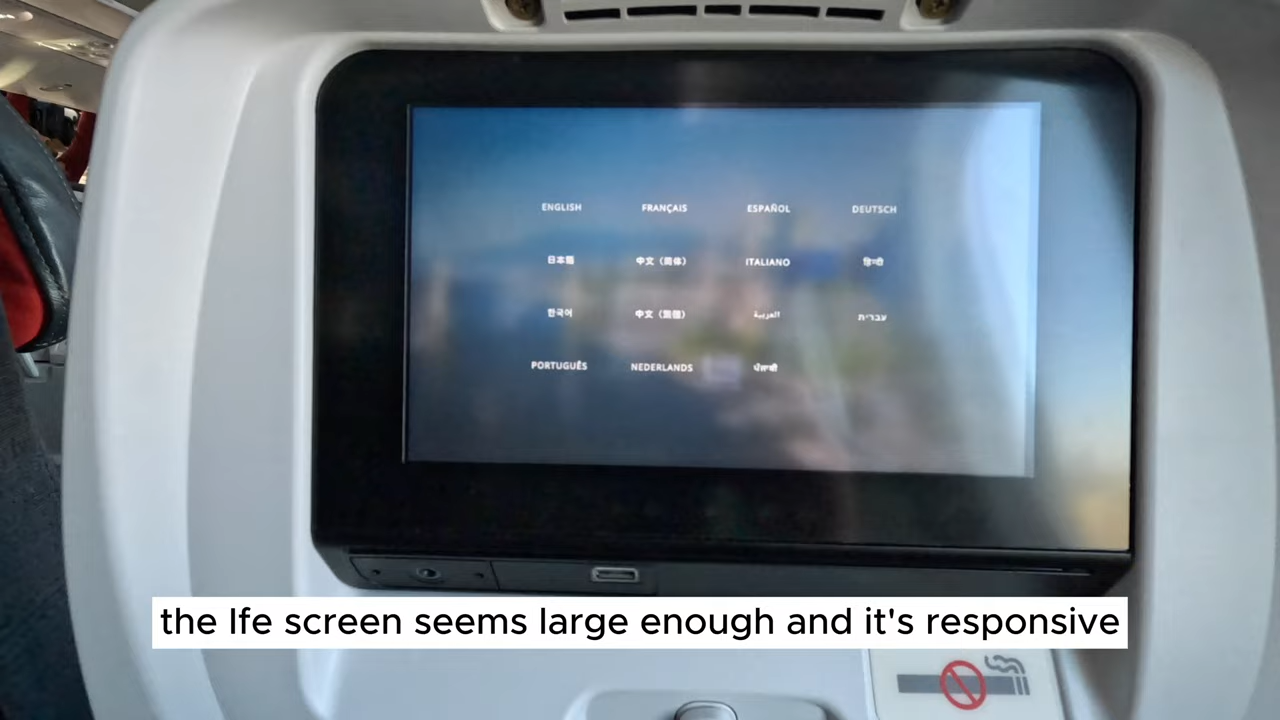 ENGLISH FRANÇAIS ESPAÑOL DEUTSCH
日本語 中文（简体） ITALIANO हिन्दी
한국어 中文（繁體） العربية עברית
PORTUGUÊS NEDERLANDS ਪੰਜਾਬੀ
the Ife screen seems large enough and it's responsive